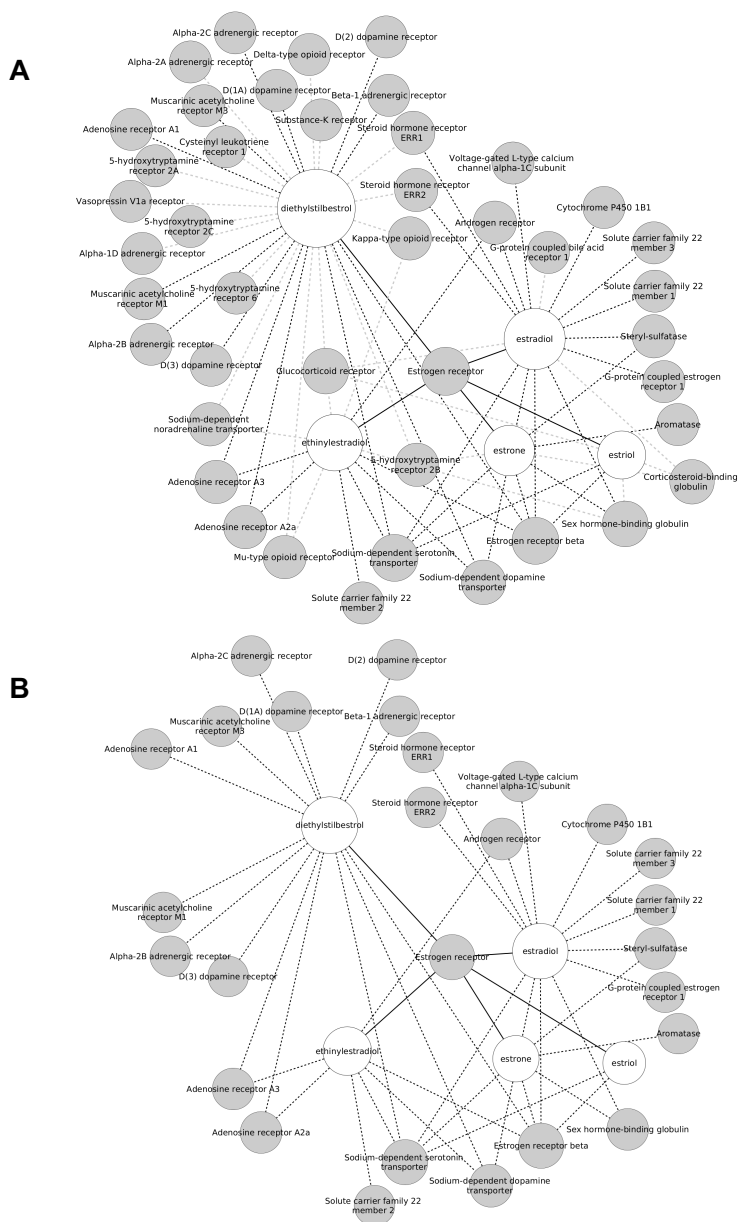 A
Alpha-2C adrenergic receptor
D(2) dopamine receptor
Delta-type opioid receptor
Alpha-2A adrenergic receptor
D(1A) dopamine receptor
Beta-1 adrenergic receptor
Muscarinic acetylcholine
receptor M3
Substance-K receptor
Adenosine receptor A1
Steroid hormone receptor
ERR1
Cysteinyl leukotriene
receptor 1
Voltage-gated L-type calcium
channel alpha-1C subunit
5-hydroxytryptamine
receptor 2A
Steroid hormone receptor
ERR2
Vasopressin V1a receptor
diethylstilbestrol
Cytochrome P450 1B1
5-hydroxytryptamine
receptor 2C
Androgen receptor
Kappa-type opioid receptor
Solute carrier family 22
member 3
Alpha-1D adrenergic receptor
G-protein coupled bile acid
receptor 1
Muscarinic acetylcholine
receptor M1
5-hydroxytryptamine
receptor 6
Solute carrier family 22
member 1
Alpha-2B adrenergic receptor
estradiol
Steryl-sulfatase
D(3) dopamine receptor
Glucocorticoid receptor
Estrogen receptor
G-protein coupled estrogen
receptor 1
Sodium-dependent
noradrenaline transporter
Aromatase
ethinylestradiol
estrone
estriol
5-hydroxytryptamine
receptor 2B
Adenosine receptor A3
Corticosteroid-binding
globulin
Adenosine receptor A2a
Sex hormone-binding globulin
Estrogen receptor beta
Mu-type opioid receptor
Sodium-dependent serotonin
transporter
Sodium-dependent dopamine
transporter
Solute carrier family 22
member 2
B
Alpha-2C adrenergic receptor
D(2) dopamine receptor
D(1A) dopamine receptor
Beta-1 adrenergic receptor
Muscarinic acetylcholine
receptor M3
Adenosine receptor A1
Steroid hormone receptor
ERR1
Voltage-gated L-type calcium
channel alpha-1C subunit
Steroid hormone receptor
ERR2
diethylstilbestrol
Cytochrome P450 1B1
Androgen receptor
Solute carrier family 22
member 3
Muscarinic acetylcholine
receptor M1
Solute carrier family 22
member 1
Alpha-2B adrenergic receptor
Estrogen receptor
estradiol
Steryl-sulfatase
D(3) dopamine receptor
G-protein coupled estrogen
receptor 1
Aromatase
ethinylestradiol
estrone
estriol
Adenosine receptor A3
Adenosine receptor A2a
Sex hormone-binding globulin
Estrogen receptor beta
Sodium-dependent serotonin
transporter
Sodium-dependent dopamine
transporter
Solute carrier family 22
member 2